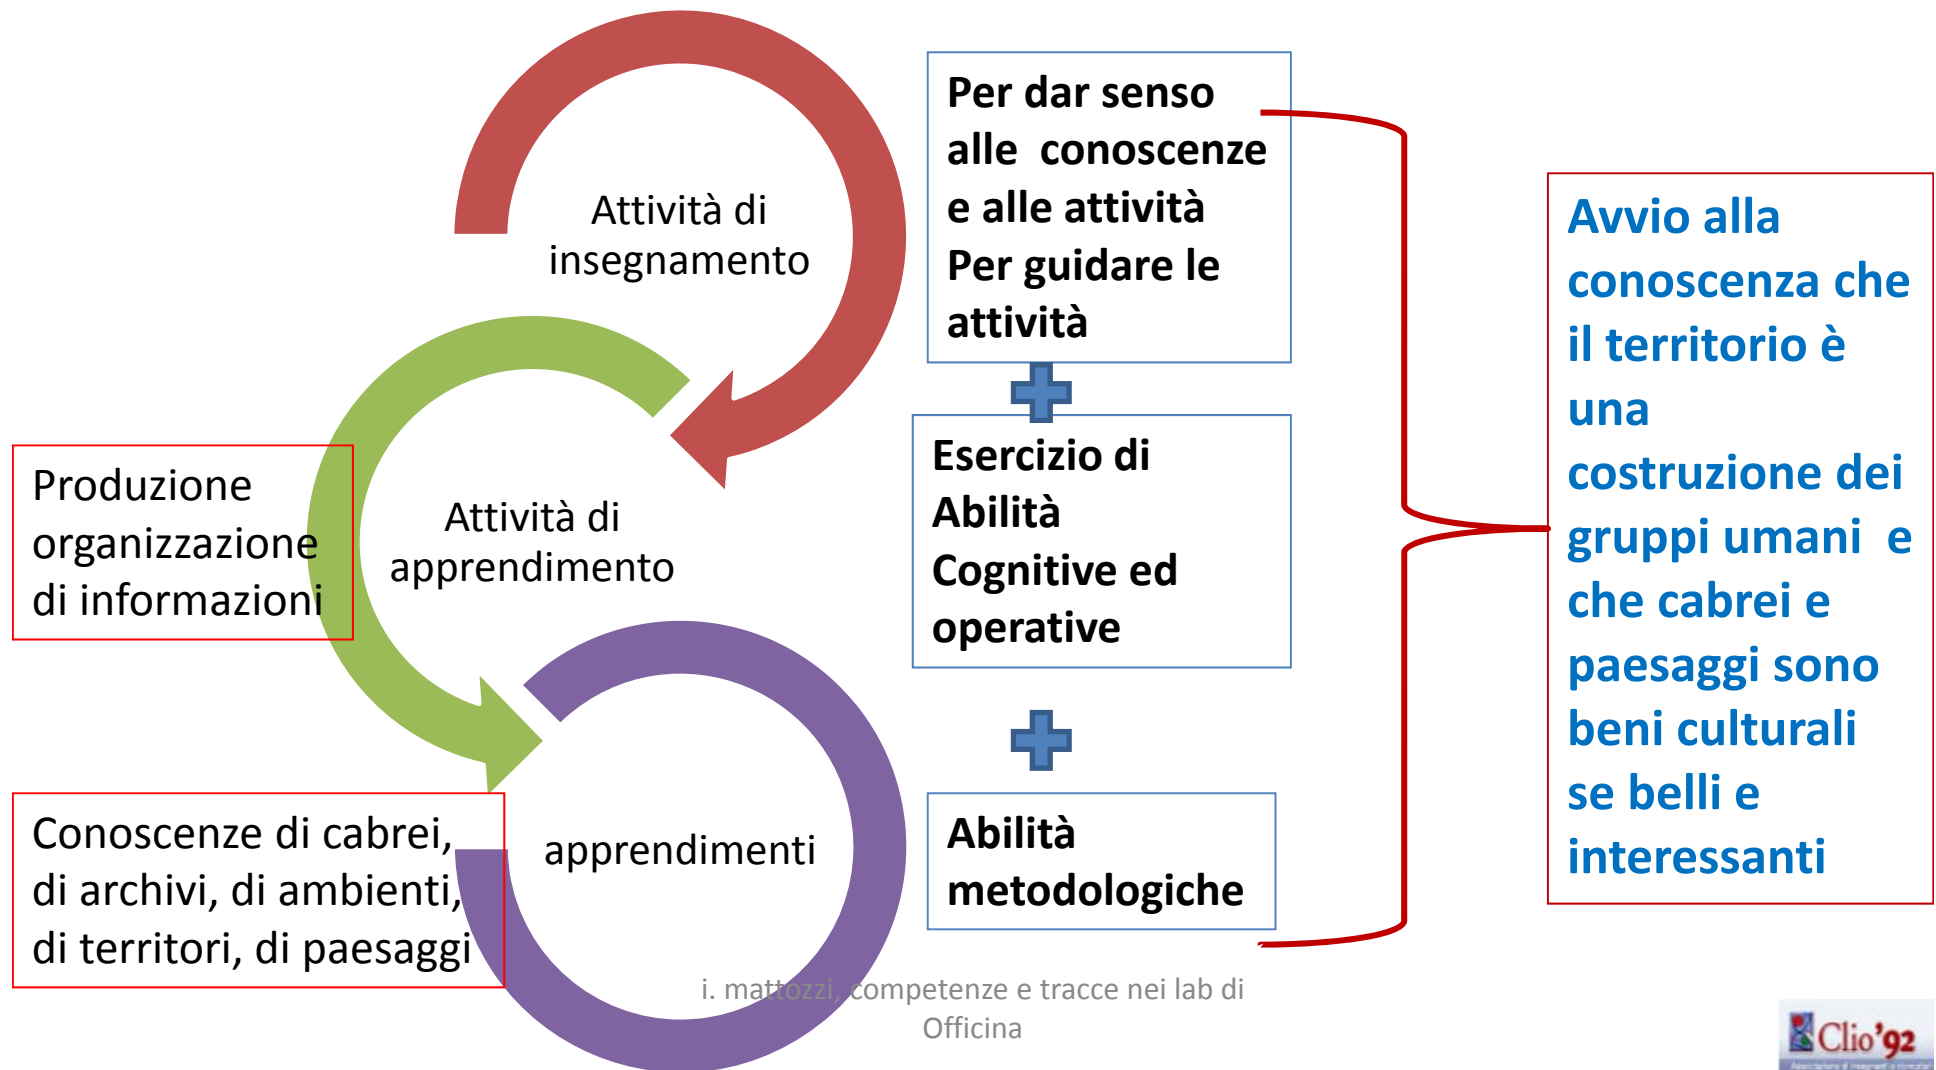 Attività di
insegnamento
Per dar senso
alle conoscenze
e alle attività
Per guidare le
attività
Produzione
organizzazione
di informazioni
Attività di
apprendimento
Esercizio di
Abilità
Cognitive ed
operative
Conoscenze di cabrei,
di archivi, di ambienti,
di territori, di paesaggi
apprendimenti
Abilità
metodologiche
Avvio alla
conoscenza che
il territorio è
una
costruzione dei
gruppi umani e
che cabrei e
paesaggi sono
beni culturali
se belli e
interessanti
i. mattozzi, competenze e tracce nei lab di
Officina
Clio'92